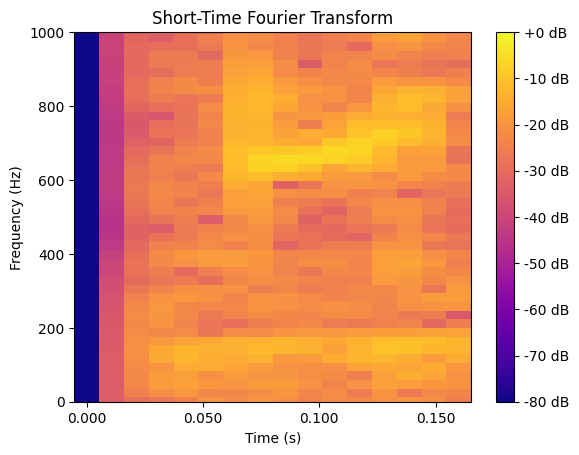 Short-Time Fourier Transform
1000
800
600
400
200
0
Frequency (Hz)
0.000
0.050
0.100
0.150
Time (s)
+0 dB
-10 dB
-20 dB
-30 dB
-40 dB
-50 dB
-60 dB
-70 dB
-80 dB